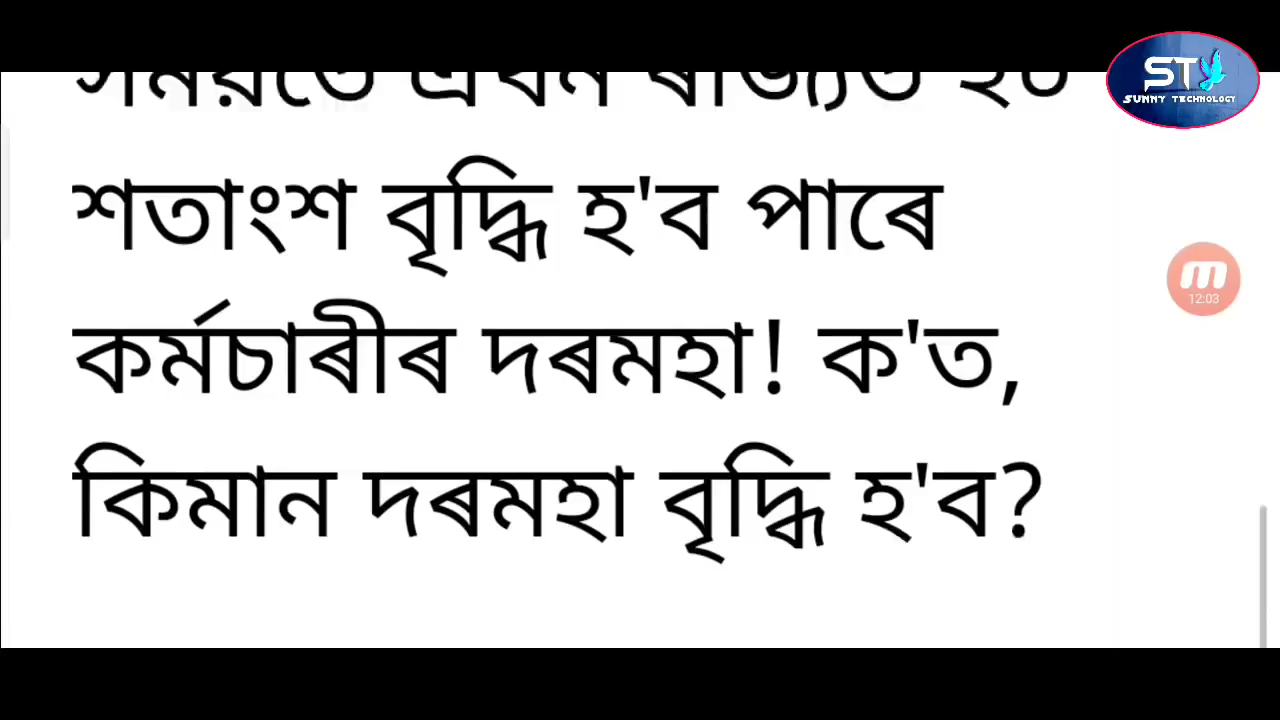 শতাংশ বৃদ্ধি হ'ব পাৰে
কৰ্মচাৰীৰ দৰমহা! ক'ত,
কিমান দৰমহা বৃদ্ধি হ'ব?
ST
SUNNY TECHNOLOGY
12:03